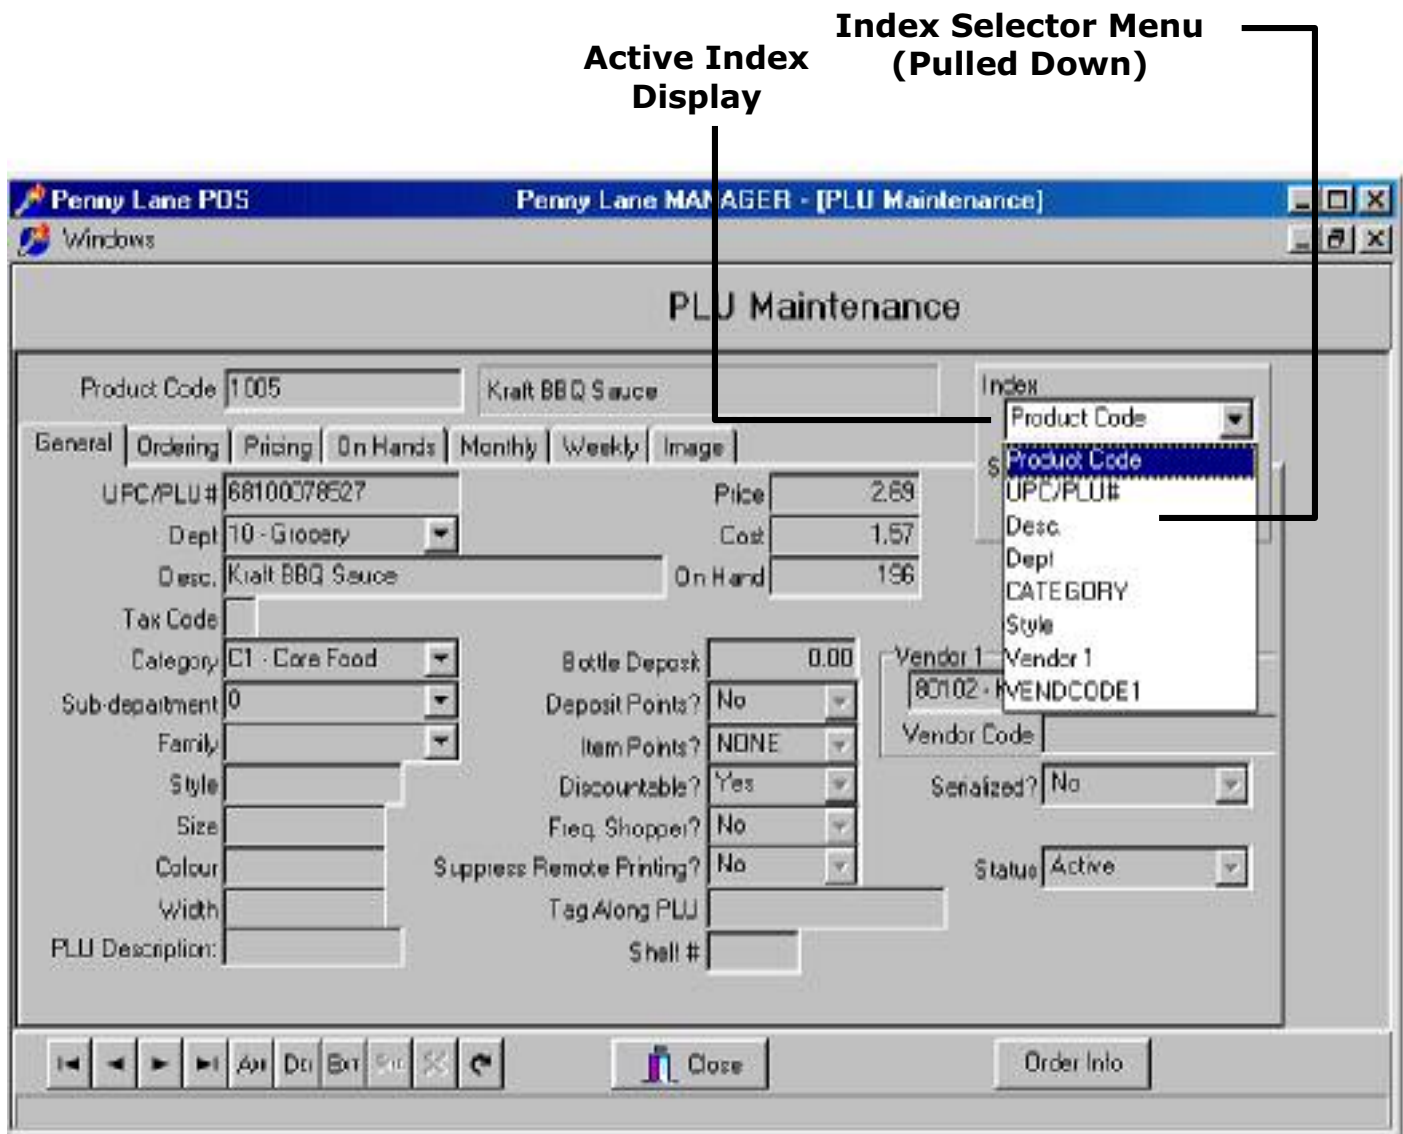 Index Selector Menu
(Pulled Down)
Active Index
Display
Penny Lane POS
Penny Lane MANAGER - [PLU Maintenance]
Windows
PLU Maintenance
Product Code 1005
Kraft BBQ Sauce
Index
Product Code
General Ordering Pricing On Hands Monthly Weekly Image
Product Code
UPC/PLU#
Desc.
Dept
CATEGORY
Style
Vendor 1
VENDCODE1
UPC/PLU# 68100078527
Price 2.69
Dept 10 - Grocery
Cost 1.57
Desc. Kraft BBQ Sauce
On Hand 196
Tax Code
Category C1 - Core Food
Bottle Deposit 0.00
Vendor 1
Sub-department 0
Deposit Points? No
80102 -
Family
Item Points? NONE
Vendor Code
Style
Discountable? Yes
Serialized? No
Size
Freq. Shopper? No
Colour
Suppress Remote Printing? No
Status Active
Width
Tag Along PLU
PLU Description:
Shelf #
Close
Order Info